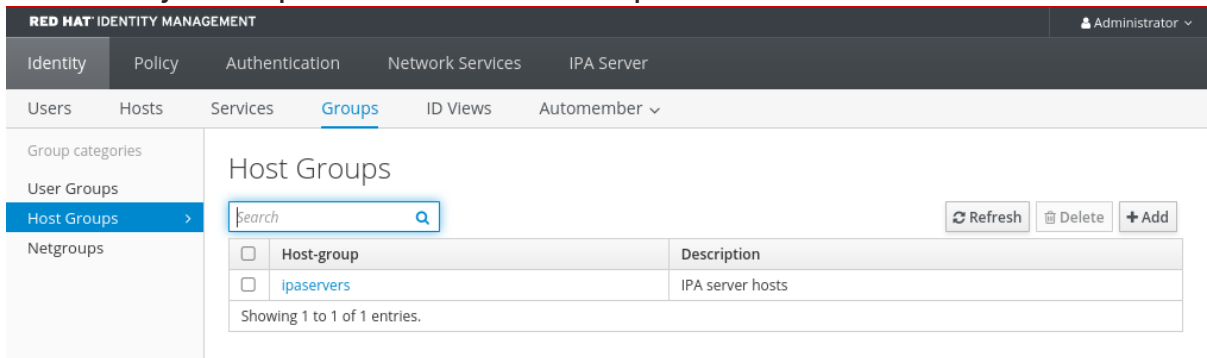 RED HAT® IDENTITY MANAGEMENT
Administrator
Identity Policy Authentication Network Services IPA Server
Users Hosts Services Groups ID Views Automember
Group categories
User Groups
Host Groups
Netgroups
Host Groups
Search
Refresh Delete + Add
Host-group Description
ipaservers IPA server hosts
Showing 1 to 1 of 1 entries.